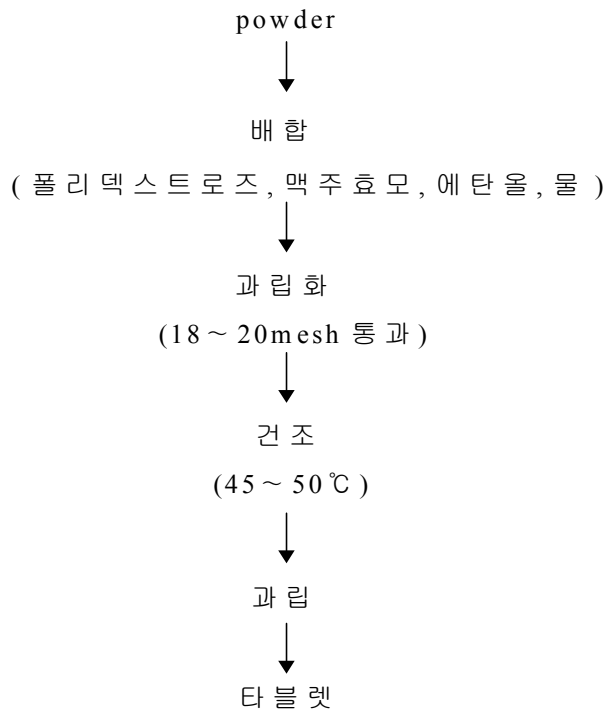 powder
배합
(폴리덱스트로즈, 맥주효모, 에탄올, 물)
과립화
(18～20mesh 통과)
건조
(45～50℃)
과립
타블렛